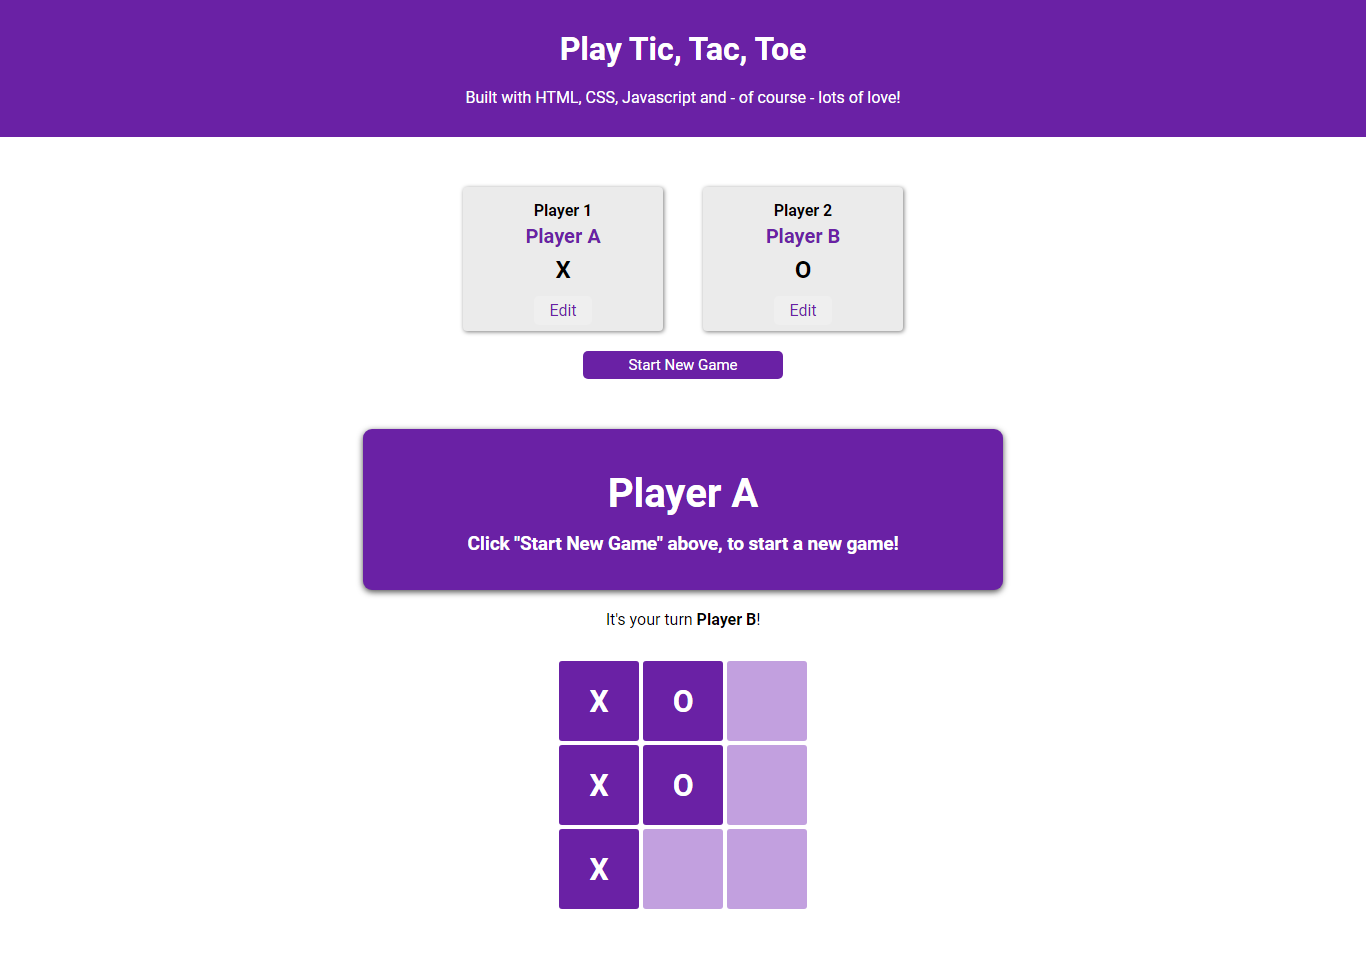 Play Tic, Tac, Toe
Built with HTML, CSS, Javascript and - of course - lots of love!
Player 1
Player A
X
Edit
Player 2
Player B
O
Edit
Start New Game
Player A
Click "Start New Game" above, to start a new game!
It's your turn Player B!
X O
X O
X